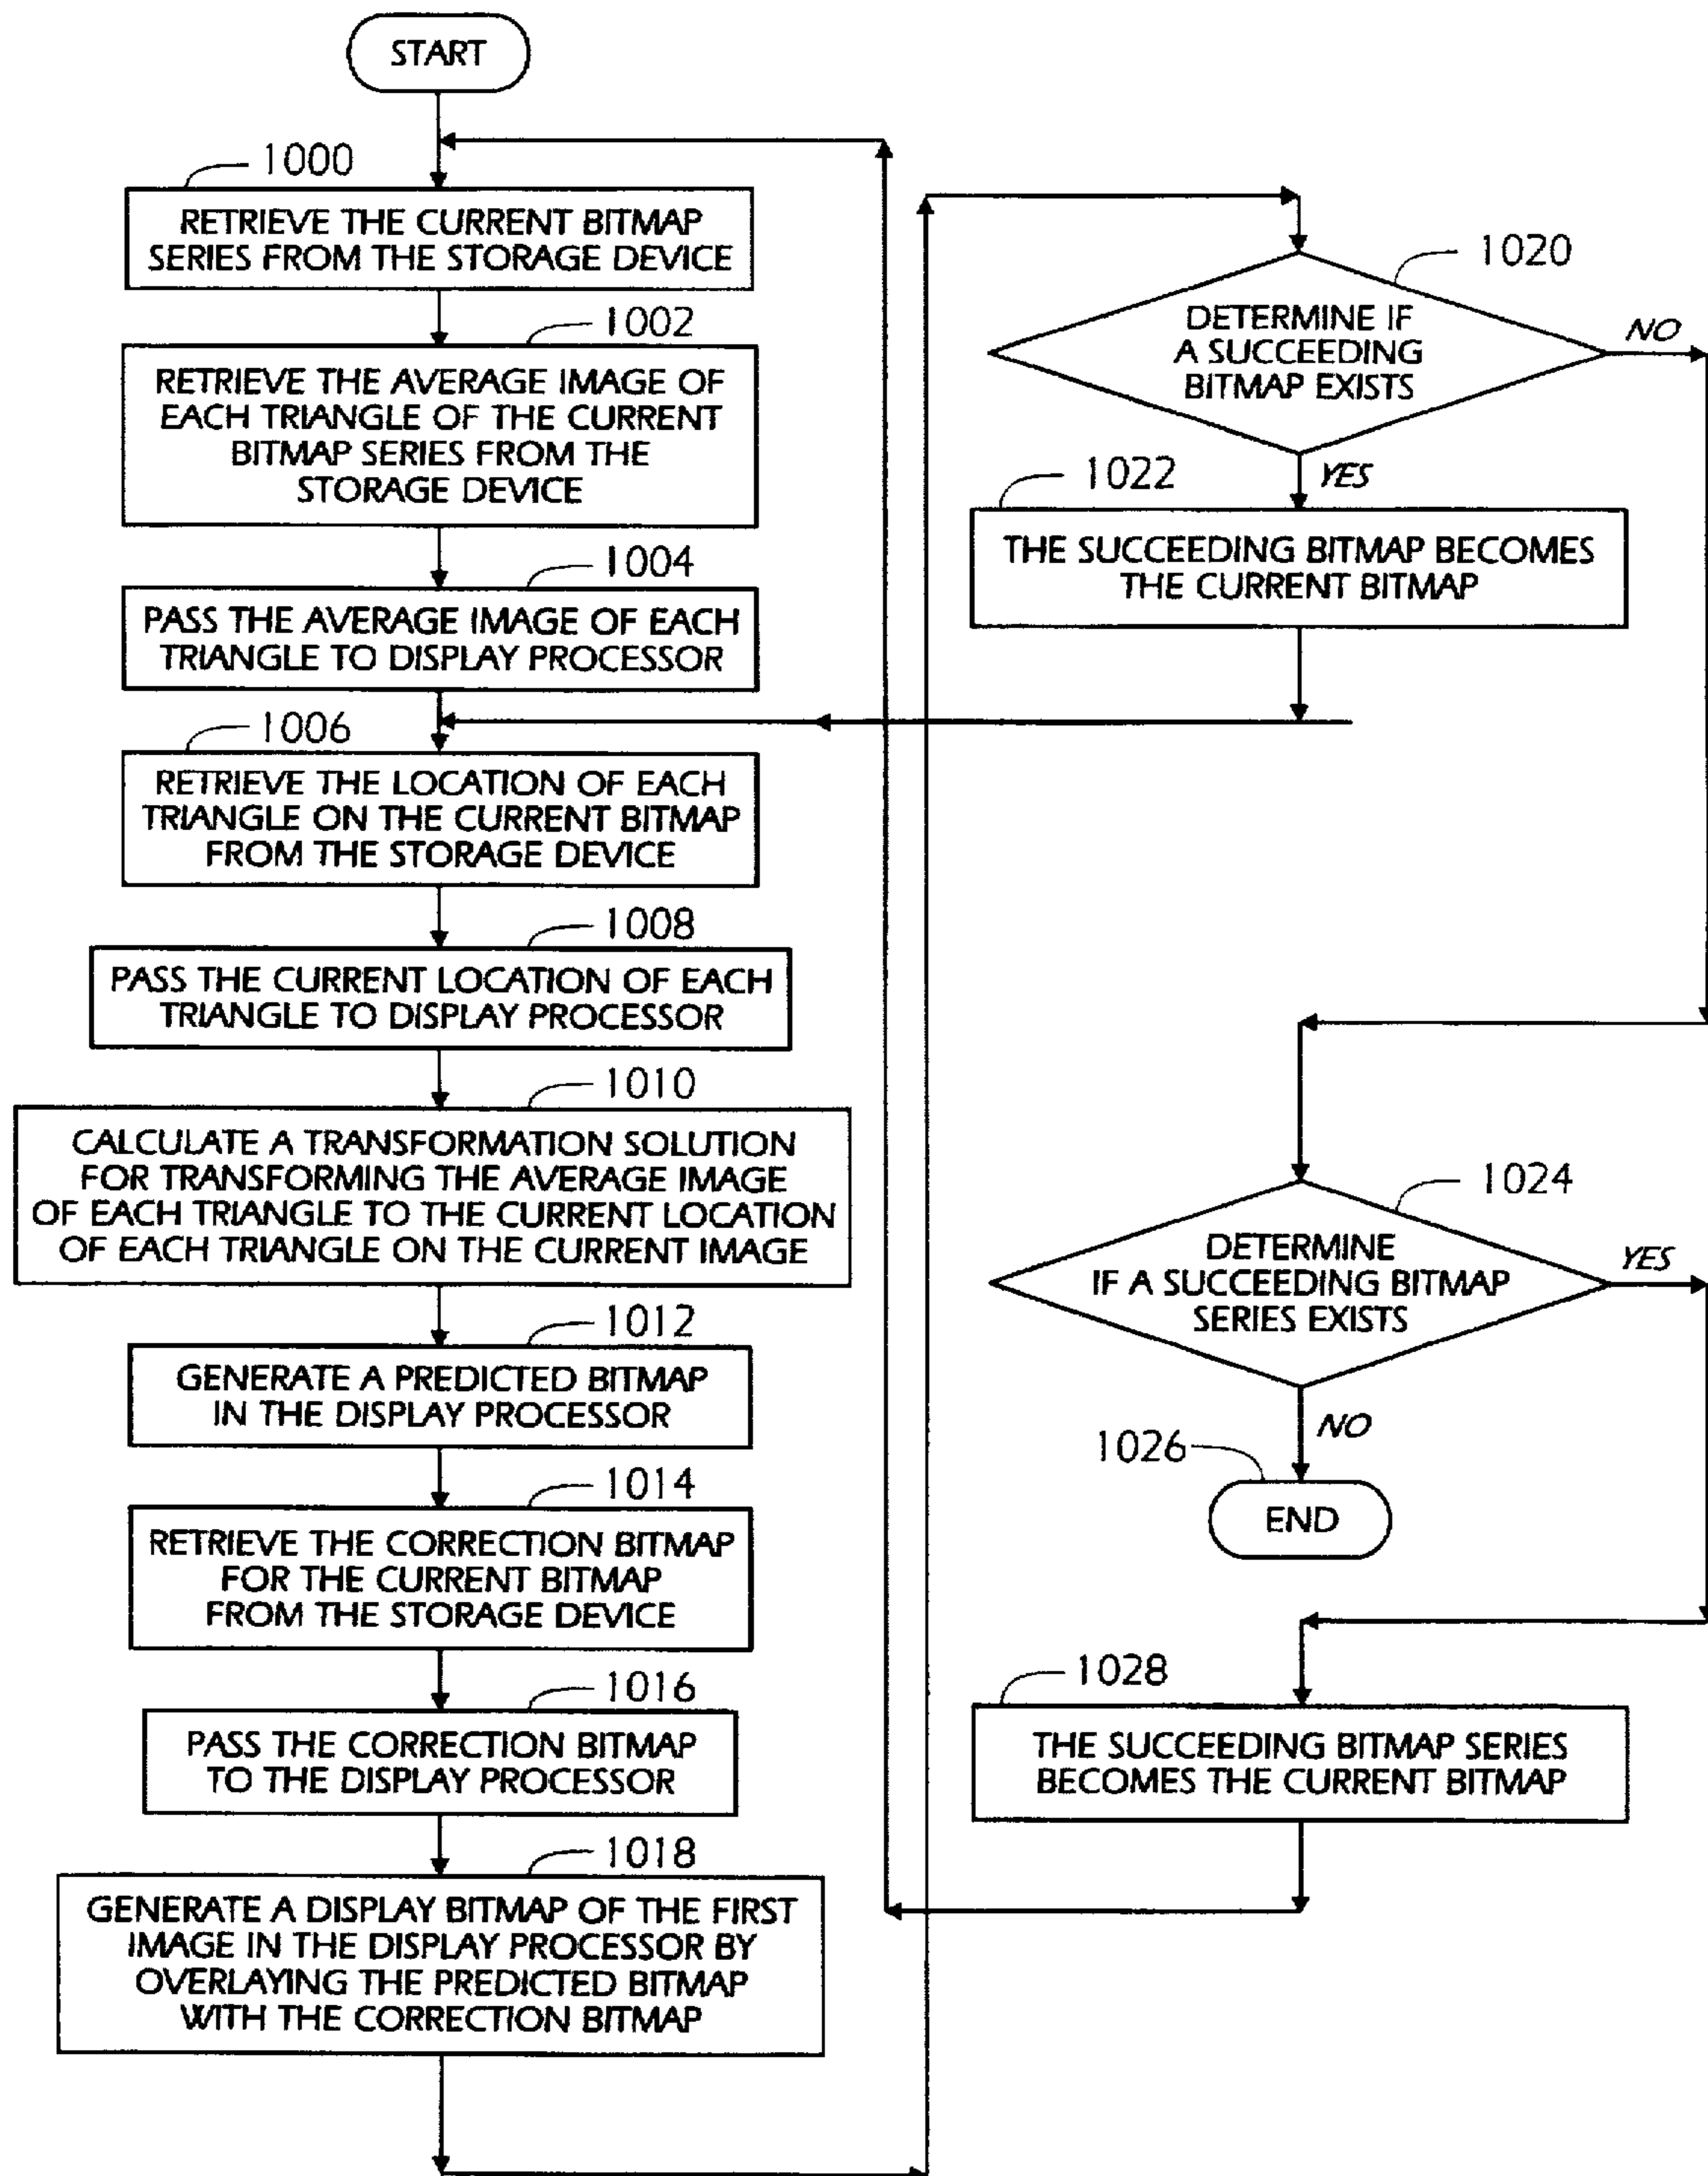 START
1000
RETRIEVE THE CURRENT BITMAP
SERIES FROM THE STORAGE DEVICE
1002
RETRIEVE THE AVERAGE IMAGE OF
EACH TRIANGLE OF THE CURRENT
BITMAP SERIES FROM THE
STORAGE DEVICE
1004
PASS THE AVERAGE IMAGE OF EACH
TRIANGLE TO DISPLAY PROCESSOR
1006
RETRIEVE THE LOCATION OF EACH
TRIANGLE ON THE CURRENT BITMAP
FROM THE STORAGE DEVICE
1008
PASS THE CURRENT LOCATION OF EACH
TRIANGLE TO DISPLAY PROCESSOR
1010
CALCULATE A TRANSFORMATION SOLUTION
FOR TRANSFORMING THE AVERAGE IMAGE
OF EACH TRIANGLE TO THE CURRENT LOCATION
OF EACH TRIANGLE ON THE CURRENT IMAGE
1012
GENERATE A PREDICTED BITMAP
IN THE DISPLAY PROCESSOR
1014
RETRIEVE THE CORRECTION BITMAP
FOR THE CURRENT BITMAP
FROM THE STORAGE DEVICE
1016
PASS THE CORRECTION BITMAP
TO THE DISPLAY PROCESSOR
1018
GENERATE A DISPLAY BITMAP OF THE FIRST
IMAGE IN THE DISPLAY PROCESSOR BY
OVERLAYING THE PREDICTED BITMAP
WITH THE CORRECTION BITMAP
1020
DETERMINE IF
A SUCCEEDING
BITMAP EXISTS
NO
YES
1022
THE SUCCEEDING BITMAP BECOMES
THE CURRENT BITMAP
1024
DETERMINE
IF A SUCCEEDING BITMAP
SERIES EXISTS
YES
NO
1026
END
1028
THE SUCCEEDING BITMAP SERIES
BECOMES THE CURRENT BITMAP